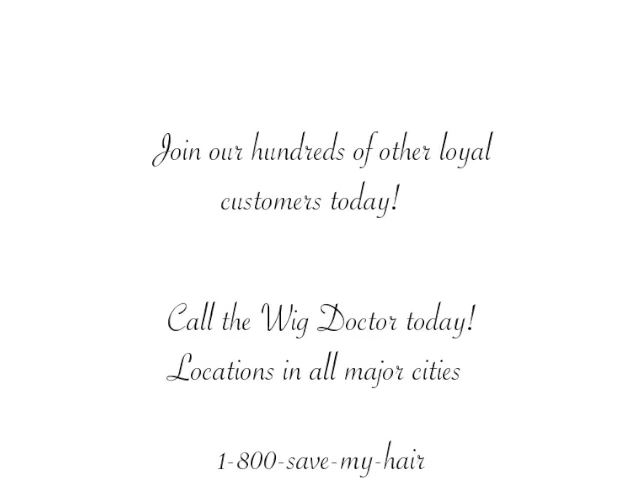 Join our hundreds of other loyal
customers today!
Call the Wig Doctor today!
Locations in all major cities
1-800-save-my-hair